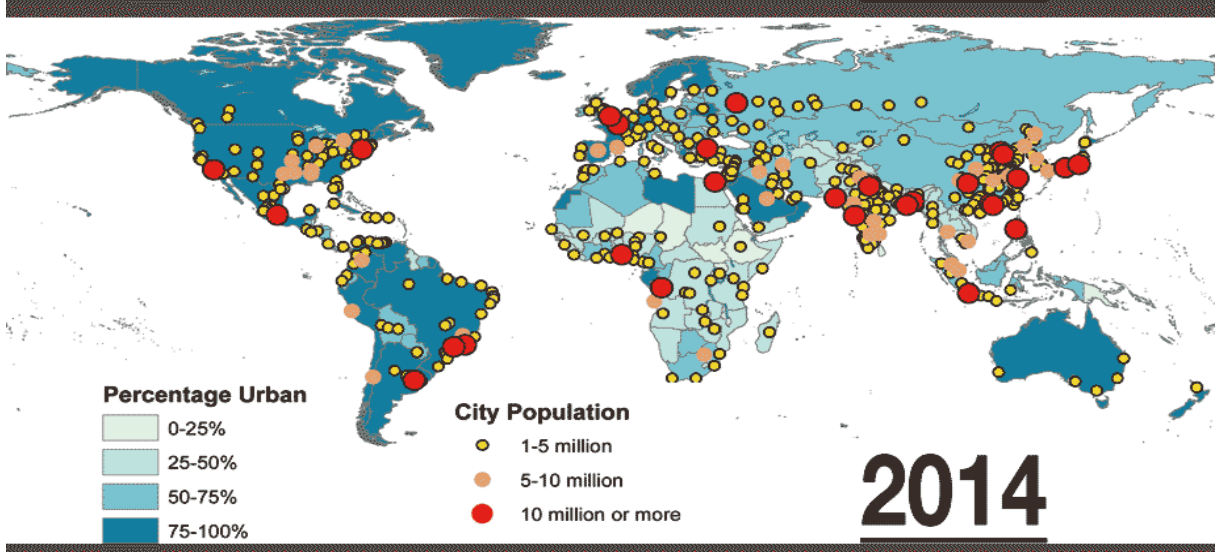 Percentage Urban
0-25%
25-50%
50-75%
75-100%
City Population
1-5 million
5-10 million
10 million or more
2014